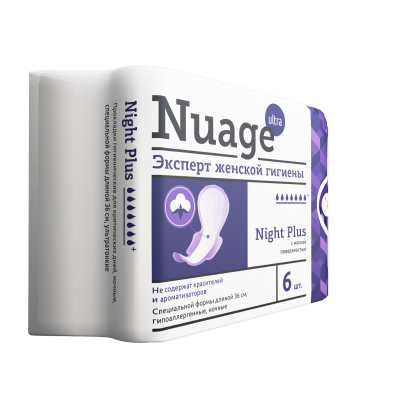 Nuage
ultra
Эксперт женской гигиены
Night Plus
с мягкой
поверхностью
6 шт.
Не содержат красителей
и ароматизаторов
Специальной формы длиной 36 см,
гипоаллергенные, ночные
Night Plus
Прокладки гигиенические для критических дней, ночные,
специальной формы длиной 36 см, ультратонкие